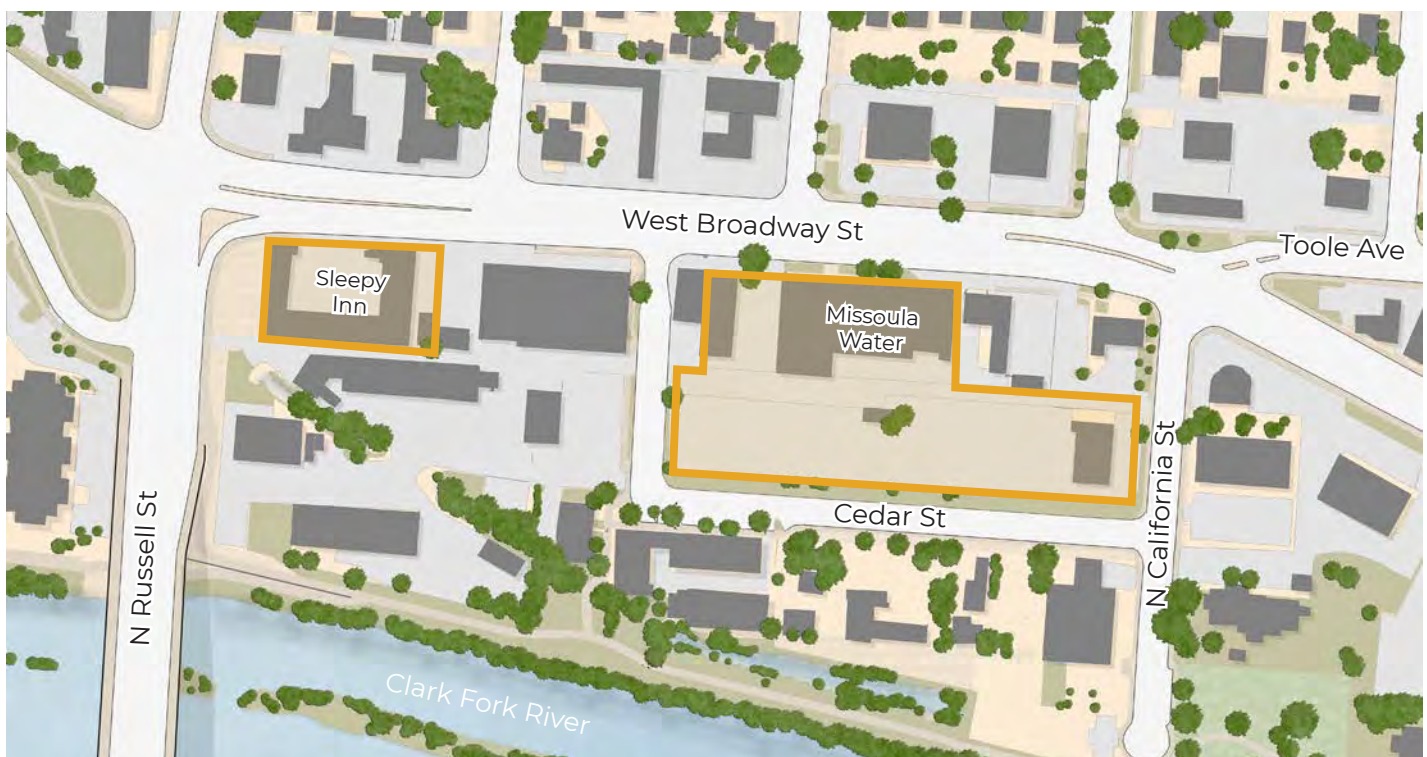 West Broadway St
Toole Ave
Sleepy
Inn
Missoula
Water
Cedar St
N California St
N Russell St
Clark Fork River